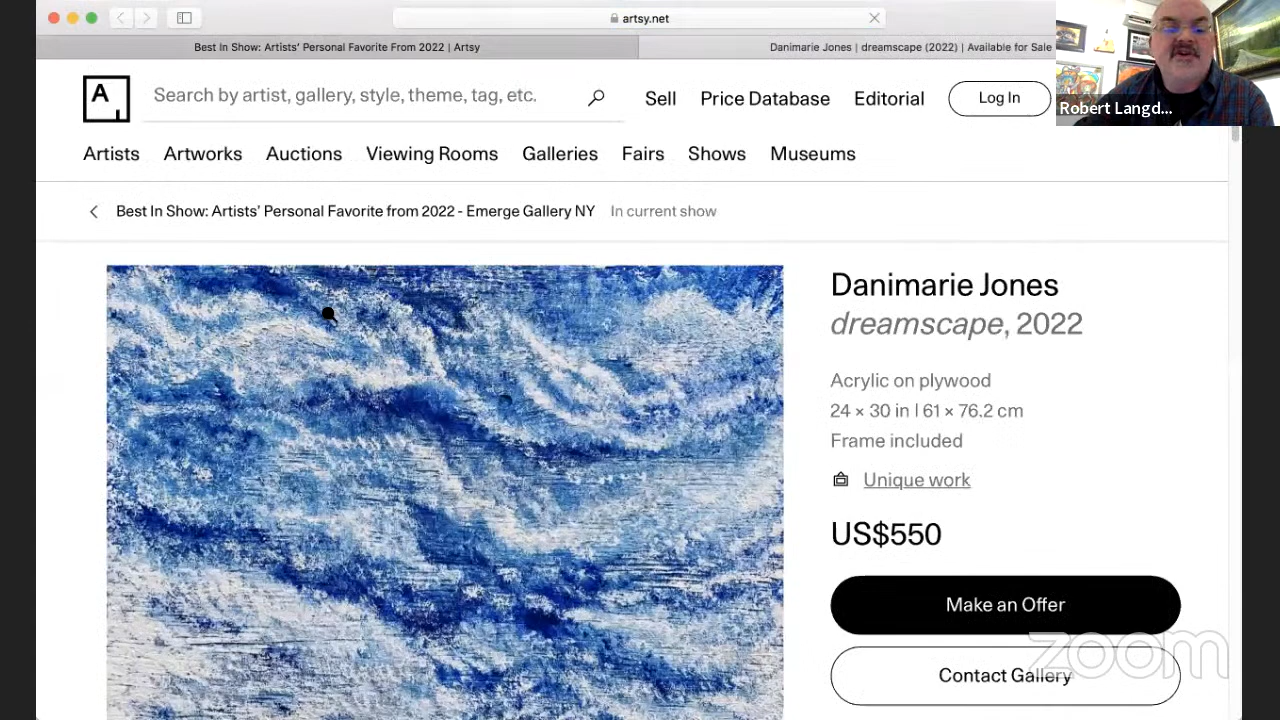 artsy.net
Best In Show: Artists' Personal Favorite From 2022 | Artsy
Danimarie Jones | dreamscape (2022) | Available for Sale
Robert Langd...
A
Search by artist, gallery, style, theme, tag, etc.
Sell
Price Database
Editorial
Log In
Artists
Artworks
Auctions
Viewing Rooms
Galleries
Fairs
Shows
Museums
Best In Show: Artists' Personal Favorite from 2022 - Emerge Gallery NY
In current show
Danimarie Jones
dreamscape, 2022
Acrylic on plywood
24 × 30 in | 61 × 76.2 cm
Frame included
Unique work
US$550
Make an Offer
zoom
Contact Gallery